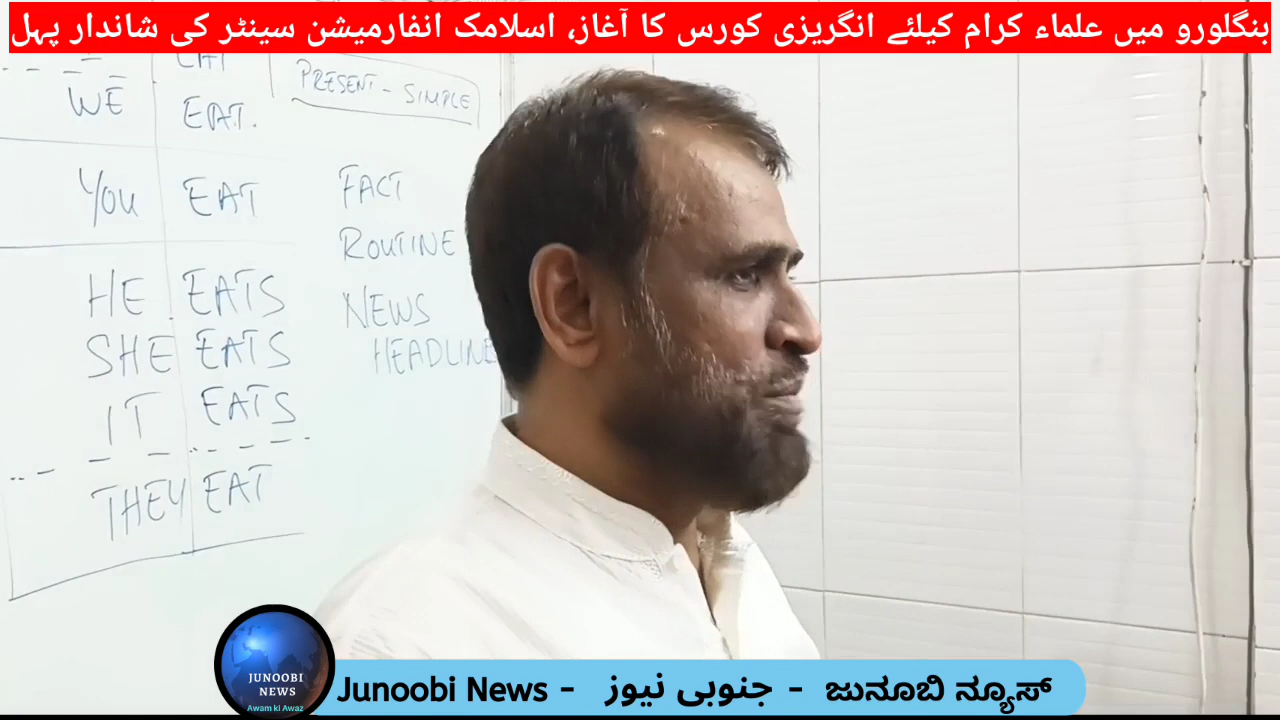 بنگلورو میں علماء کرام کیلئے انگریزی کورس کا آغاز، اسلامک انفارمیشن سینٹر کی شاندار پہل
PRESENT - SIMPLE
WE EAT.
YOU EAT
HE EATS
SHE EATS
IT EATS
THEY EAT
FACT
ROUTINE
NEWS
HEADLINE
JUNOOBI
NEWS
Awam ki Awaz
Junoobi News - جنوبی نیوز - ಜುನೂಬಿ ನ್ಯೂಸ್